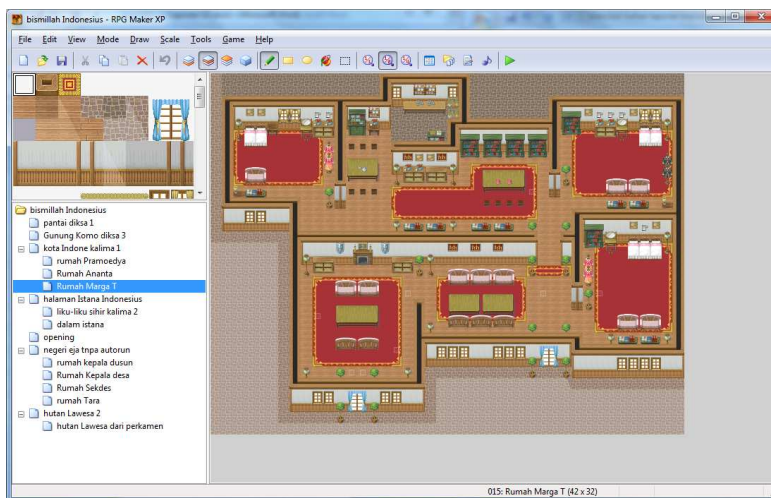 bismillah Indonesius - RPG Maker XP
File Edit View Mode Draw Scale Tools Game Help
bismillah Indonesius
pantai diksa 1
Gunung Komo diksa 3
kota Indone kalima 1
rumah Pramoedya
Rumah Ananta
Rumah Marga T
halaman Istana Indonesius
liku-liku sihir kalima 2
dalam istana
opening
negeri eja tnpa autorun
rumah kepala dusun
Rumah Kepala desa
Rumah Sekdes
rumah Tara
hutan Lawesa 2
hutan Lawesa dari perkamen
015: Rumah Marga T (42 x 32)